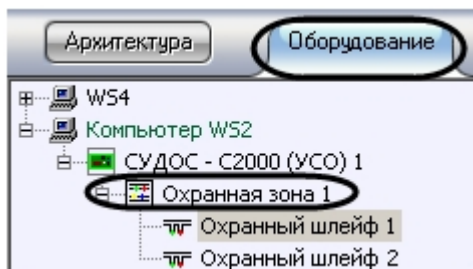 Архитектура Оборудование
WS4
Компьютер WS2
СУДОС - С2000 (УСО) 1
Охранная зона 1
Охранный шлейф 1
Охранный шлейф 2